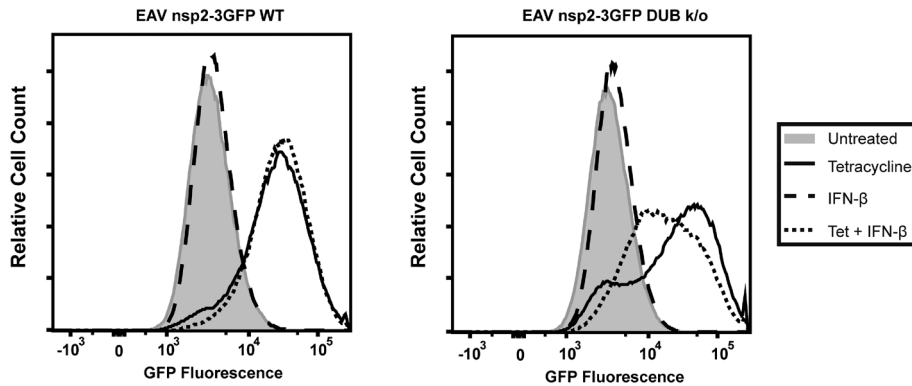 EAV nsp2-3GFP WT
Relative Cell Count
-10³ 0 10³ 10⁴ 10⁵
GFP Fluorescence
EAV nsp2-3GFP DUB k/o
Relative Cell Count
-10³ 0 10³ 10⁴ 10⁵
GFP Fluorescence
Untreated
Tetracycline
IFN-β
Tet + IFN-β